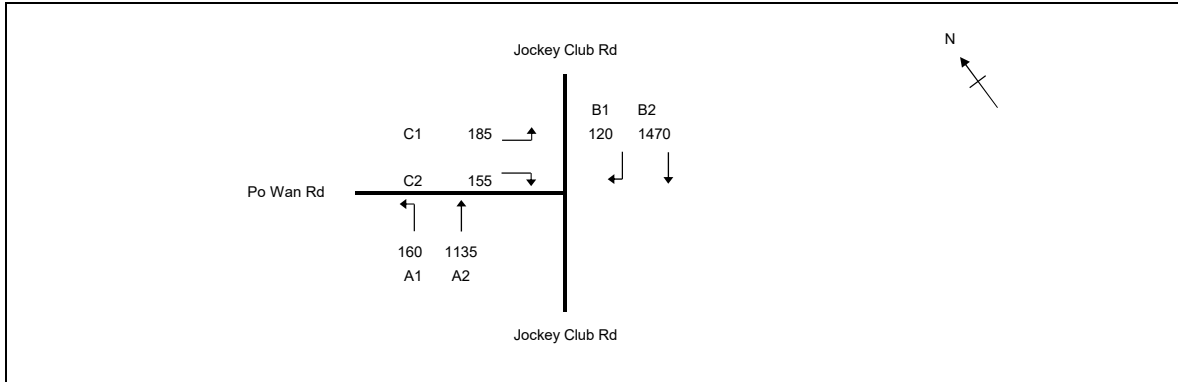 N
Jockey Club Rd
B1 B2
C1 185 120 1470
C2 155
Po Wan Rd
160 1135
A1 A2
Jockey Club Rd